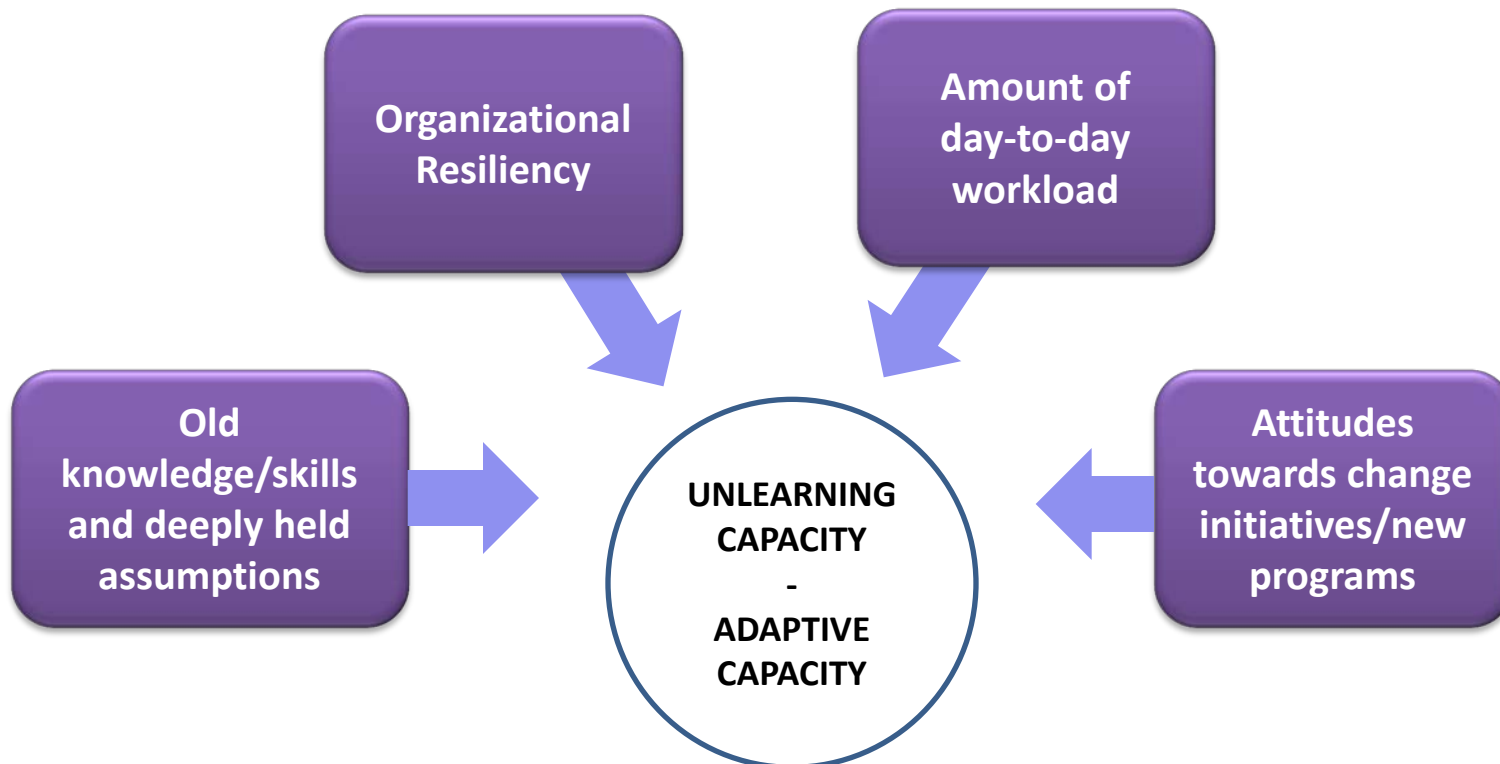 Organizational
Resiliency
Amount of
day-to-day
workload
Old
knowledge/skills
and deeply held
assumptions
UNLEARNING
CAPACITY
-
ADAPTIVE
CAPACITY
Attitudes
towards change
initiatives/new
programs